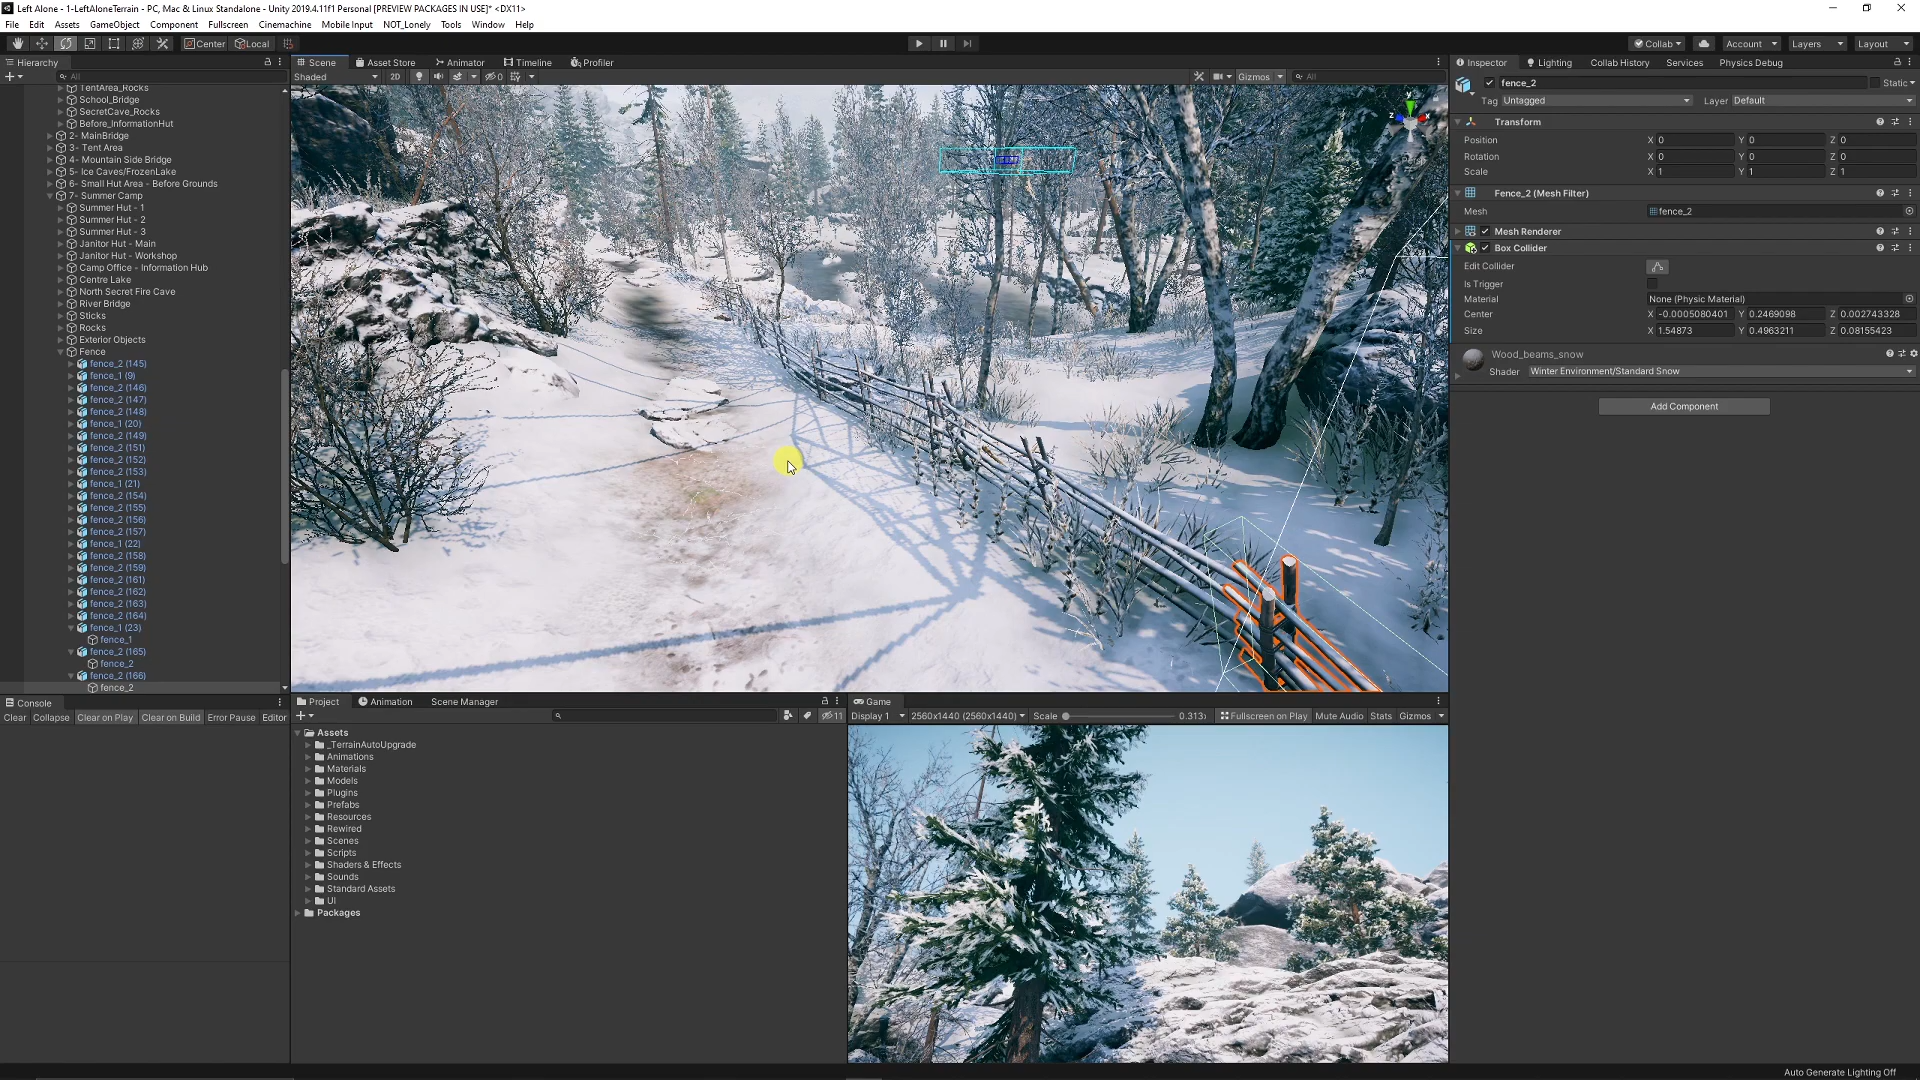 Left Alone - 1-LeftAloneTerrain - PC, Mac & Linux Standalone - Unity 2019.4.11f1 Personal [PREVIEW PACKAGES IN USE]* <DX11>
File Edit Assets GameObject Component Fullscreen Cinemachine Mobile Input NOT_Lonely Tools Window Help
Center Local Collab Account Layers Layout
Hierarchy
All
TentArea_Rocks
School_Bridge
SecretCave_Rocks
Before_InformationHut
2- MainBridge
3- Tent Area
4- Mountain Side Bridge
5- Ice Caves/FrozenLake
6- Small Hut Area - Before Grounds
7- Summer Camp
Summer Hut - 1
Summer Hut - 2
Summer Hut - 3
Janitor Hut - Main
Janitor Hut - Workshop
Camp Office - Information Hub
Centre Lake
North Secret Fire Cave
River Bridge
Sticks
Rocks
Exterior Objects
Fence
fence_2 (145)
fence_1 (9)
fence_2 (146)
fence_2 (147)
fence_2 (148)
fence_1 (20)
fence_2 (149)
fence_2 (151)
fence_2 (152)
fence_2 (153)
fence_1 (21)
fence_2 (154)
fence_2 (155)
fence_2 (156)
fence_2 (157)
fence_1 (22)
fence_2 (158)
fence_2 (159)
fence_2 (161)
fence_2 (162)
fence_2 (163)
fence_2 (164)
fence_1 (23)
fence_1
fence_2 (165)
fence_2
fence_2 (166)
fence_2
Scene Asset Store Animator Timeline Profiler
Shaded 2D 0 Gizmos All
y z x
Inspector Lighting Collab History Services Physics Debug
fence_2 Static
Tag Untagged Layer Default
Transform
Position X 0 Y 0 Z 0
Rotation X 0 Y 0 Z 0
Scale X 1 Y 1 Z 1
Fence_2 (Mesh Filter)
Mesh fence_2
Mesh Renderer
Box Collider
Edit Collider
Is Trigger
Material None (Physic Material)
Center X -0.0005080401 Y 0.2469098 Z 0.002743328
Size X 1.54873 Y 0.4963211 Z 0.08155423
Wood_beams_snow
Shader Winter Environment/Standard Snow
Add Component
Console
Clear Collapse Clear on Play Clear on Build Error Pause Editor
Project Animation Scene Manager
11
Assets
_TerrainAutoUpgrade
Animations
Materials
Models
Plugins
Prefabs
Resources
Rewired
Scenes
Scripts
Shaders & Effects
Sounds
Standard Assets
UI
Packages
Game
Display 1 2560x1440 (2560x1440) Scale 0.313x Fullscreen on Play Mute Audio Stats Gizmos
Auto Generate Lighting Off